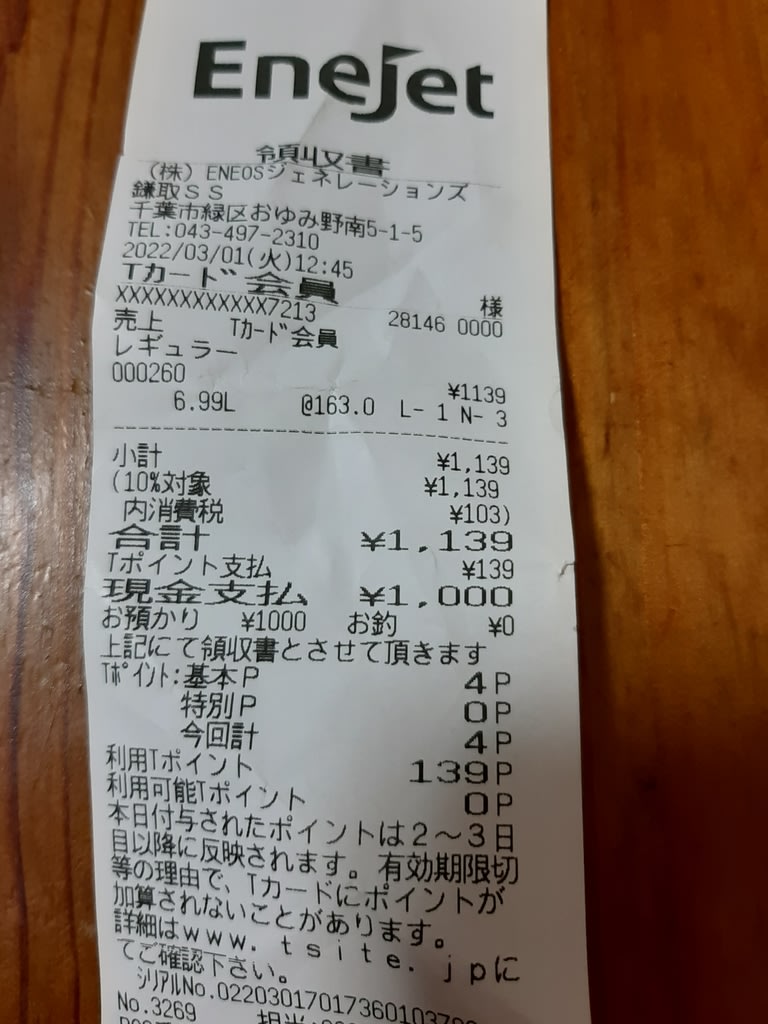 EneJet
領収書
(株) ENEOSジェネレーションズ
鎌取SS
千葉市緑区おゆみ野南5-1-5
TEL:043-497-2310
2022/03/01(火)12:45
Tカード会員 様
XXXXXXXXXXXX7213 28146 0000
売上 Tカード会員
レギュラー
000260 ¥1139
6.99L @163.0 L- 1 N- 3
小計 ¥1,139
(10%対象 ¥1,139
内消費税 ¥103)
合計 ¥1,139
Tポイント支払 ¥139
現金支払 ¥1,000
お預かり ¥1000 お釣 ¥0
上記にて領収書とさせて頂きます
Tポイント:基本P 4P
特別P 0P
今回計 4P
利用Tポイント 139P
利用可能Tポイント 0P
本日付与されたポイントは2～3日
目以降に反映されます。有効期限切
等の理由で、Tカードにポイントが
加算されないことがあります。
詳細はwww.tsite.jpに
てご確認下さい。
シリアルNo.0220301701736010
No.3269 担当: